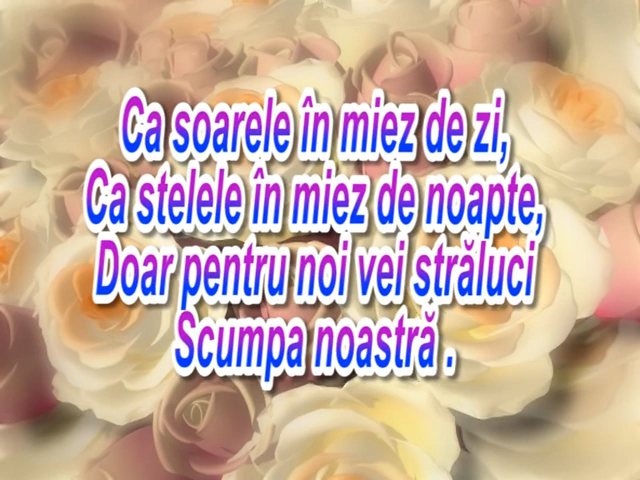 Ca soarele în miez de zi,
Ca stelele în miez de noapte,
Doar pentru noi vei străluci
Scumpa noastră .